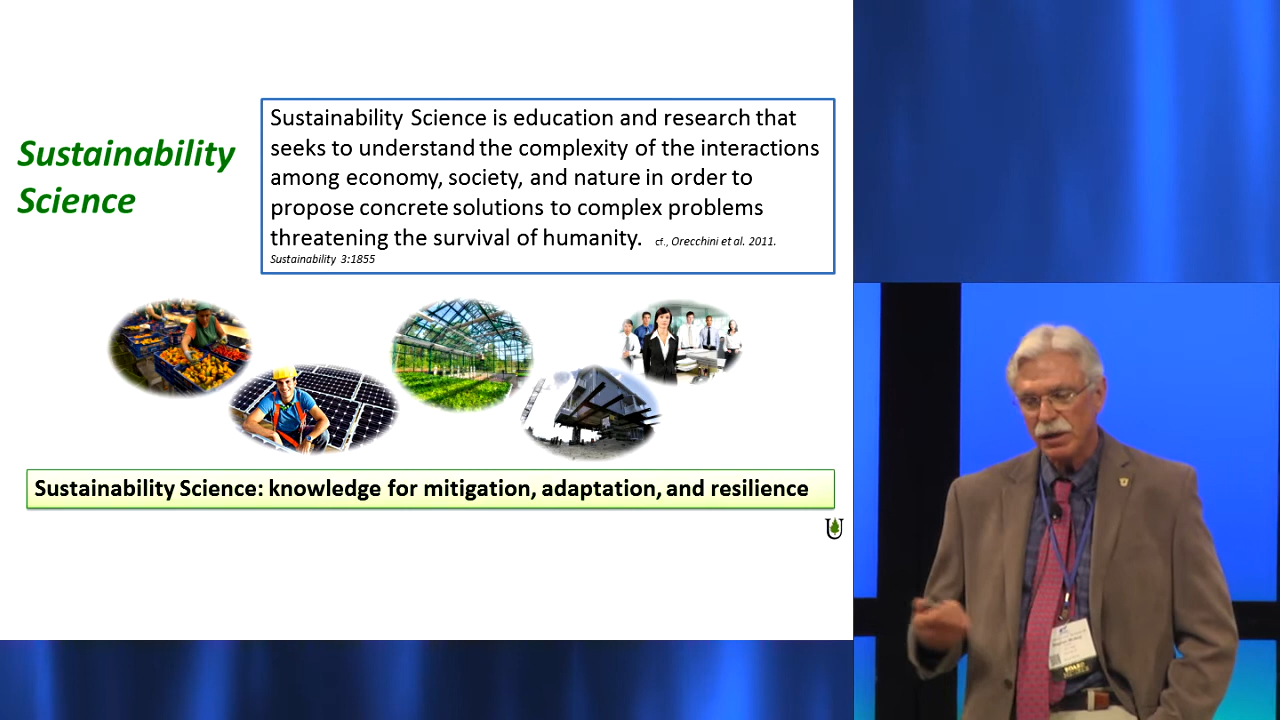 Sustainability
Science
Sustainability Science is education and research that
seeks to understand the complexity of the interactions
among economy, society, and nature in order to
propose concrete solutions to complex problems
threatening the survival of humanity. cf., Orecchini et al. 2011.
Sustainability 3:1855
Sustainability Science: knowledge for mitigation, adaptation, and resilience
U